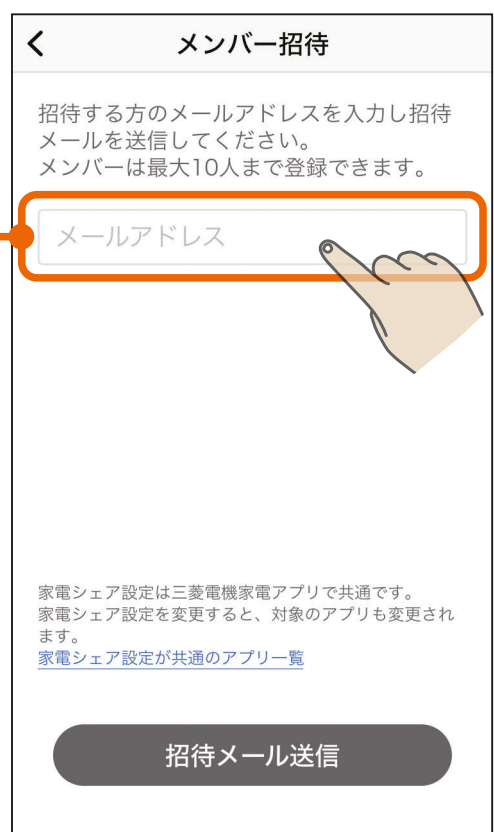 メンバー招待
招待する方のメールアドレスを入力し招待
メールを送信してください。
メンバーは最大10人まで登録できます。
メールアドレス
家電シェア設定は三菱電機家電アプリで共通です。
家電シェア設定を変更すると、対象のアプリも変更され
ます。
家電シェア設定が共通のアプリ一覧
招待メール送信